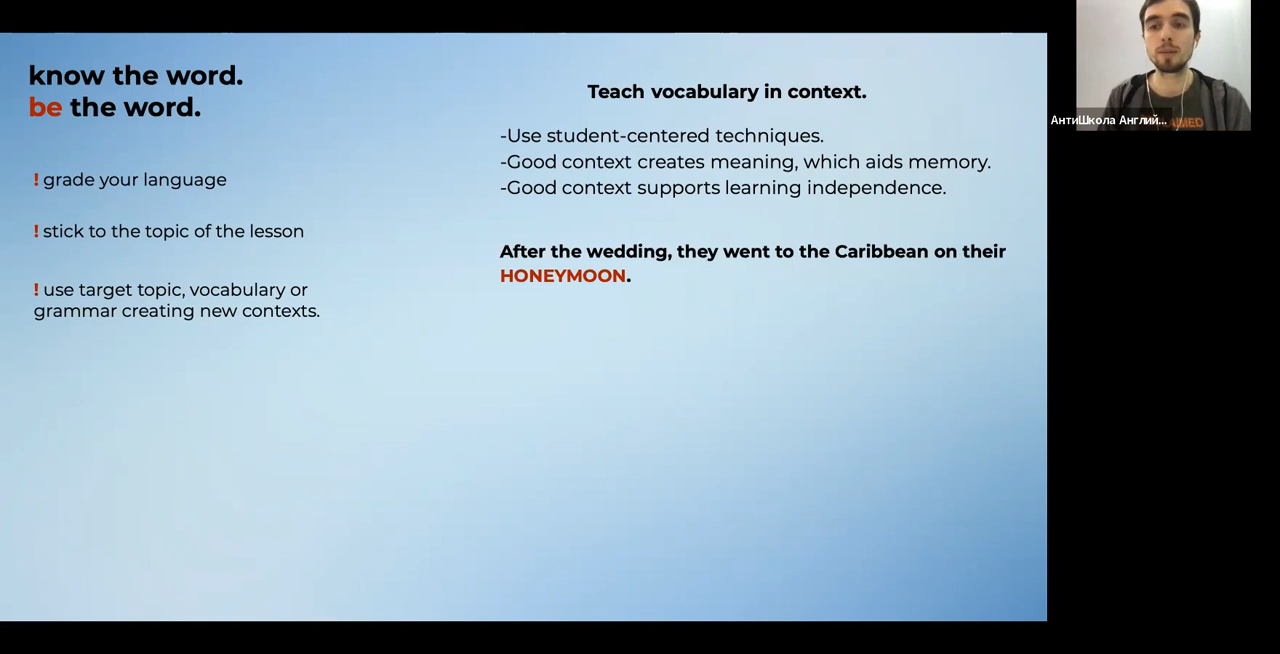 know the word.
be the word.
! grade your language
! stick to the topic of the lesson
! use target topic, vocabulary or
grammar creating new contexts.
Teach vocabulary in context.
-Use student-centered techniques.
-Good context creates meaning, which aids memory.
-Good context supports learning independence.
After the wedding, they went to the Caribbean on their
HONEYMOON.
АнтиШкола Англий...